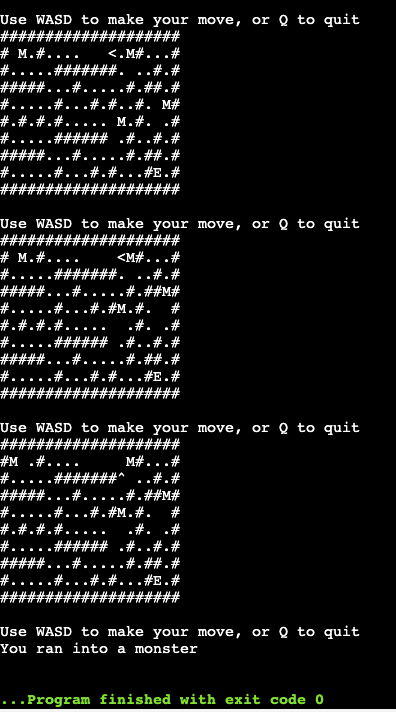 Use WASD to make your move, or Q to quit
####################
# M.#....   <.M#...#
#.....#######. ..#.#
#####...#.....#.##.#
#.....#...#.#..#. M#
#.#.#.#..... M.#. .#
#.....###### .#..#.#
#####...#.....#.##.#
#.....#...#.#...#E.#
####################
Use WASD to make your move, or Q to quit
####################
# M.#....    <M#...#
#.....#######. ..#.#
#####...#.....#.##M#
#.....#...#.#M.#.  #
#.#.#.#.....  .#. .#
#.....###### .#..#.#
#####...#.....#.##.#
#.....#...#.#...#E.#
####################
Use WASD to make your move, or Q to quit
####################
#M .#....     M#...#
#.....#######^ ..#.#
#####...#.....#.##M#
#.....#...#.#M.#.  #
#.#.#.#.....  .#. .#
#.....###### .#..#.#
#####...#.....#.##.#
#.....#...#.#...#E.#
####################
Use WASD to make your move, or Q to quit
You ran into a monster
...Program finished with exit code 0